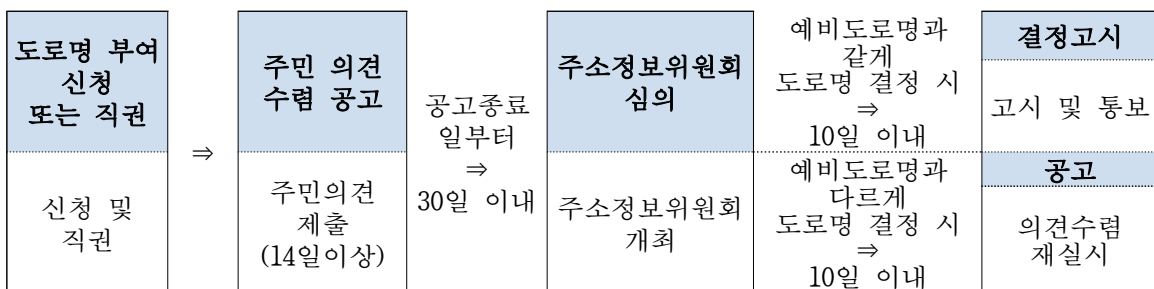 도로명 부여
신청
또는 직권
신청 및
직권
⇒
주민 의견
수렴 공고
주민의견
제출
(14일이상)
공고종료
일부터
⇒
30일 이내
주소정보위원회
심의
주소정보위원회
개최
예비도로명과
같게
도로명 결정 시
⇒
10일 이내
결정고시
고시 및 통보
예비도로명과
다르게
도로명 결정 시
⇒
10일 이내
공고
의견수렴
재실시